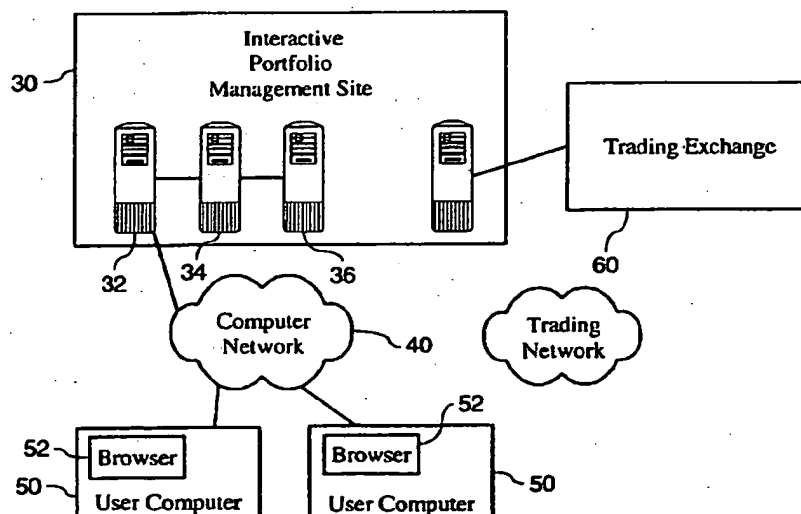 Interactive
Portfolio
Management Site
30
Trading Exchange
32
34
36
60
Computer
Network
40
Trading
Network
52
Browser
50
User Computer
52
Browser
50
User Computer